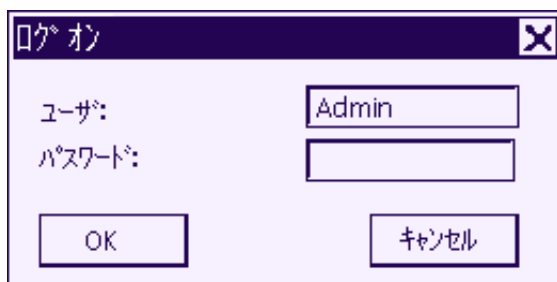 ﾛｸﾞｵﾝ
ﾕｰｻﾞ: Admin
ﾊﾟｽﾜｰﾄﾞ:
OK ｷｬﾝｾﾙ